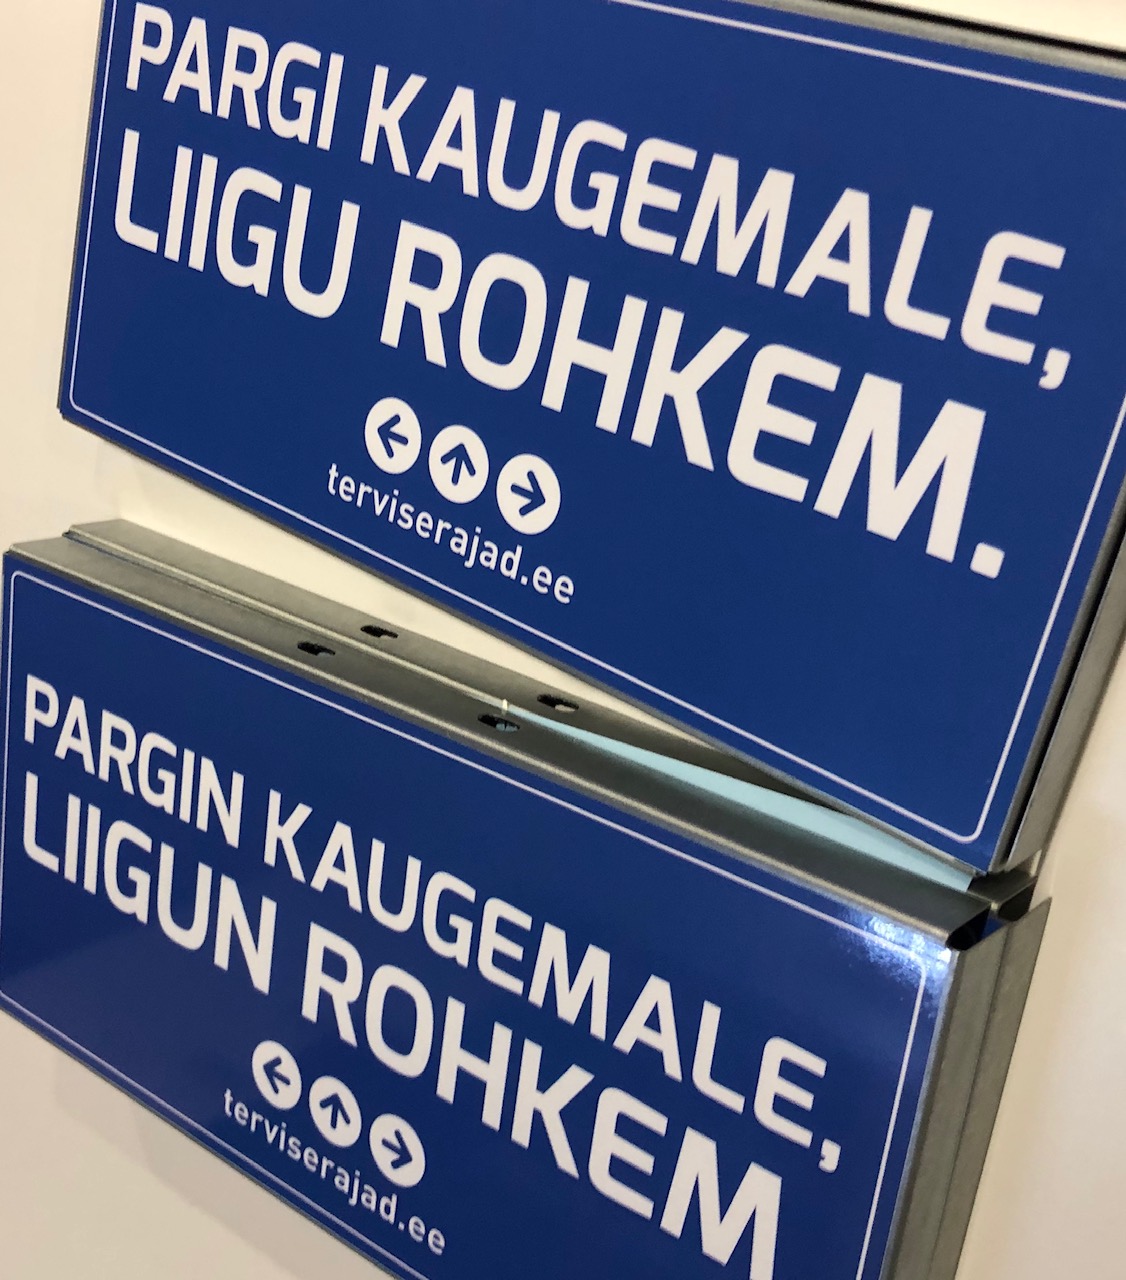 PARGI KAUGEMALE,
LIIGU ROHKEM.
terviserajad.ee
PARGIN KAUGEMALE,
LIIGUN ROHKEM
terviserajad.ee